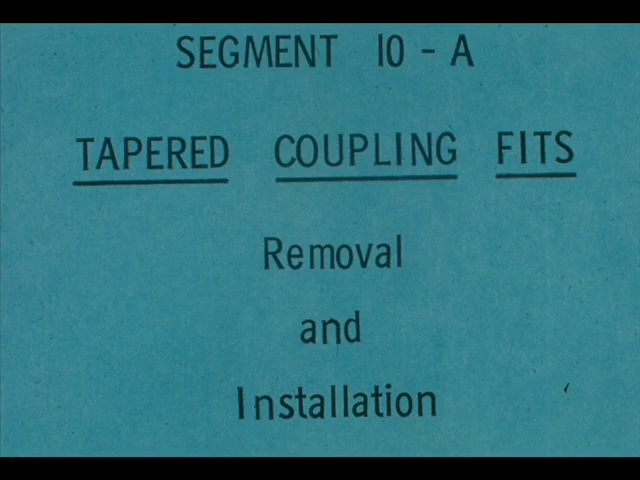 SEGMENT 10 - A
TAPERED COUPLING FITS
Removal
and
Installation